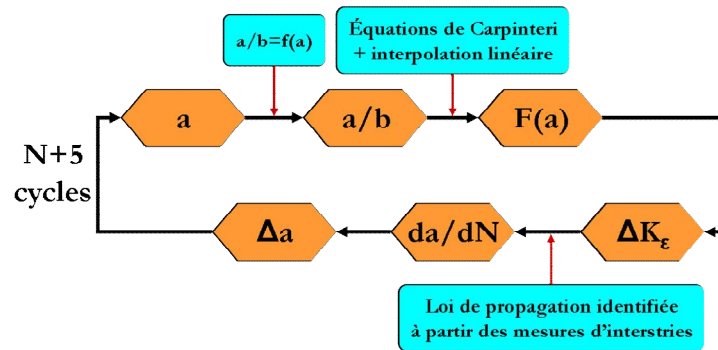 a/b=f(a)
Équations de Carpinteri
+ interpolation linéaire
a
a/b
F(a)
N+5
cycles
Δa
da/dN
ΔKε
Loi de propagation identifiée
à partir des mesures d'interstries